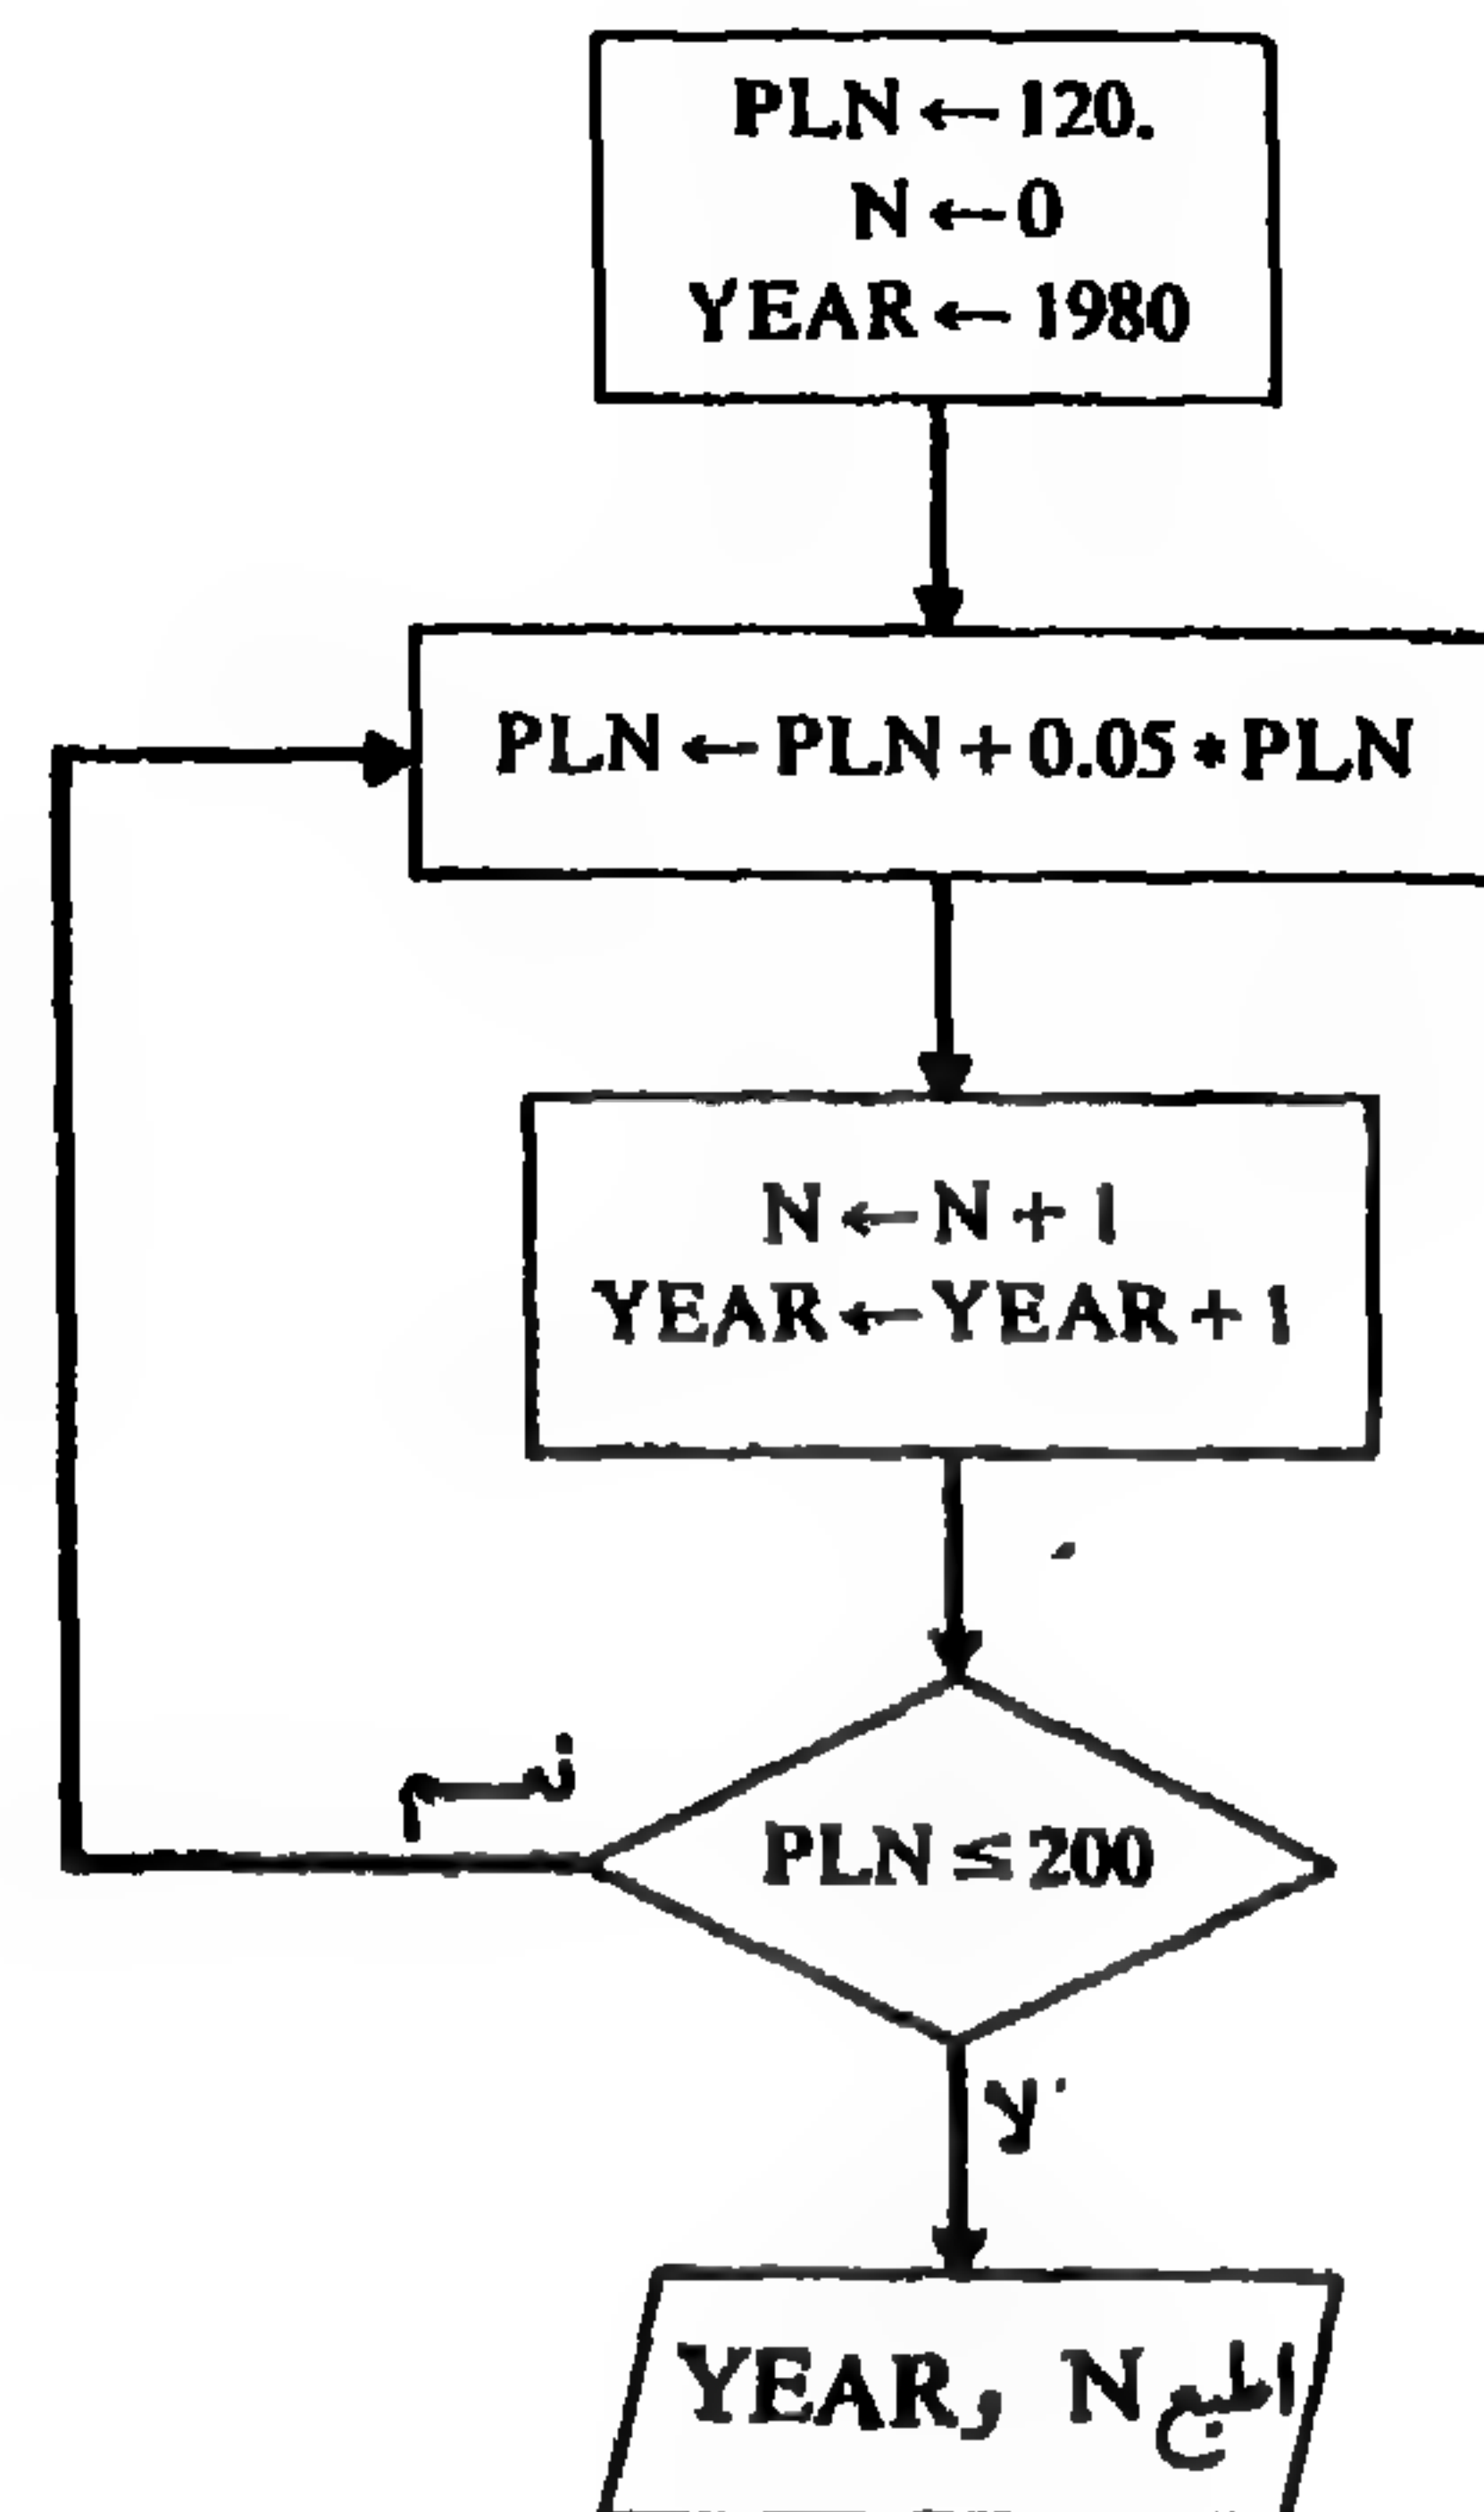 PLN ← 120.
N ← 0
YEAR ← 1980
PLN ← PLN + 0.05 * PLN
N ← N + 1
YEAR ← YEAR + 1
نعم
PLN ≤ 200
لا
اطبع YEAR, N